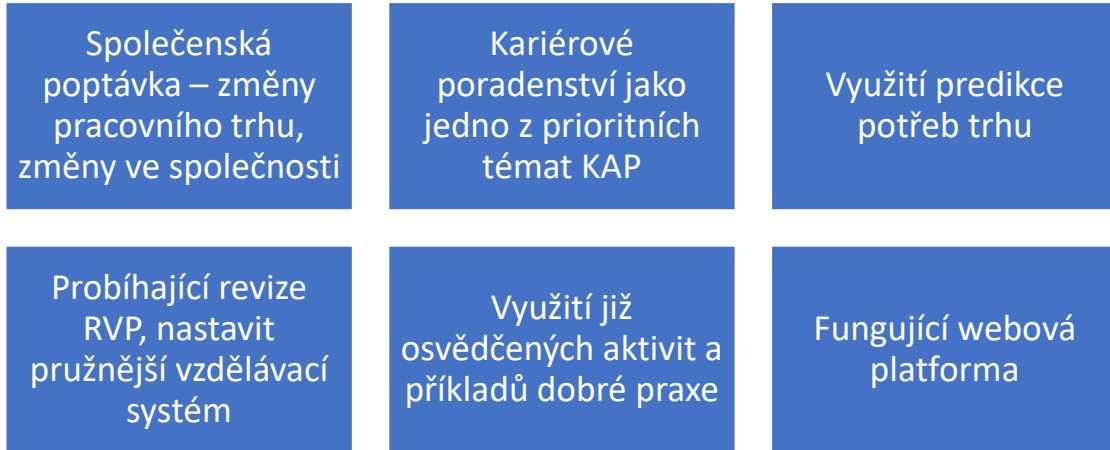 Společenská
poptávka – změny
pracovního trhu,
změny ve společnosti
Kariérové
poradenství jako
jedno z prioritních
témat KAP
Využití predikce
potřeb trhu
Probíhající revize
RVP, nastavit
pružnější vzdělávací
systém
Využití již
osvědčených aktivit a
příkladů dobré praxe
Fungující webová
platforma